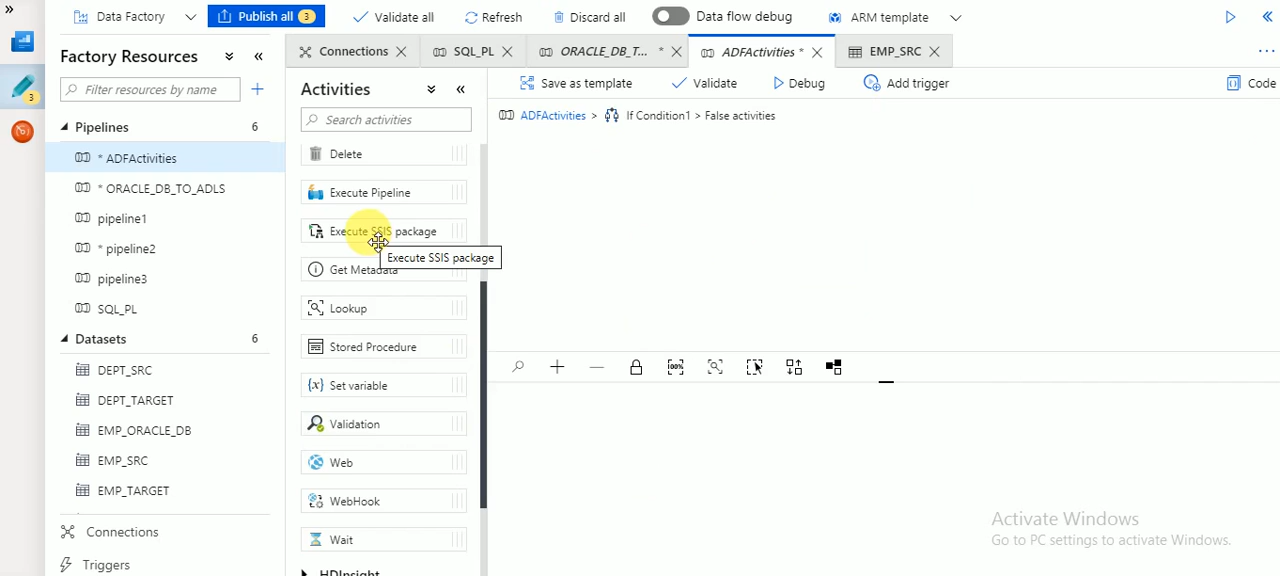 »
Data Factory
Publish all 3
Validate all
Refresh
Discard all
Data flow debug
ARM template
Factory Resources
Filter resources by name
Pipelines 6
* ADFActivities
* ORACLE_DB_TO_ADLS
pipeline1
* pipeline2
pipeline3
SQL_PL
Datasets 6
DEPT_SRC
DEPT_TARGET
EMP_ORACLE_DB
EMP_SRC
EMP_TARGET
Connections
Triggers
3
Connections
SQL_PL
ORACLE_DB_T... *
ADFActivities *
EMP_SRC
Activities
Search activities
Delete
Execute Pipeline
Execute SSIS package
Execute SSIS package
Get Metadata
Lookup
Stored Procedure
{x} Set variable
Validation
Web
WebHook
Wait
HDInsight
Save as template
Validate
Debug
Add trigger
Code
ADFActivities > If Condition1 > False activities
100%
Activate Windows
Go to PC settings to activate Windows.